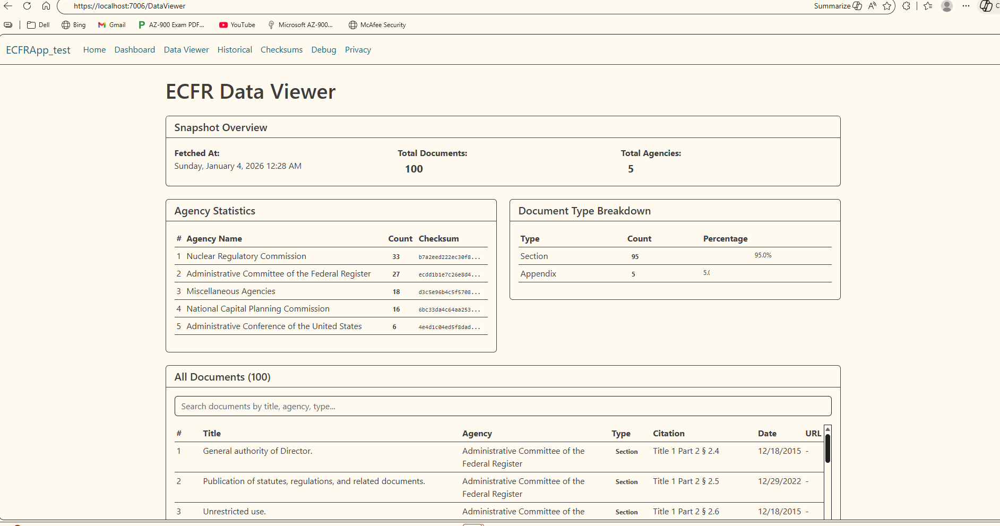 https://localhost:7006/DataViewer
Summarize
Dell Bing Gmail AZ-900 Exam PDF... YouTube Microsoft AZ-900... McAfee Security
ECFRApp_test Home Dashboard Data Viewer Historical Checksums Debug Privacy
ECFR Data Viewer
Snapshot Overview
Fetched At: Total Documents: Total Agencies:
Sunday, January 4, 2026 12:28 AM 100 5
Agency Statistics
# Agency Name Count Checksum
1 Nuclear Regulatory Commission 33 b7a2eed222ec30f8...
2 Administrative Committee of the Federal Register 27 ecdd1b1e7c26e8d4...
3 Miscellaneous Agencies 18 d3c5e96b4c5f5708...
4 National Capital Planning Commission 16 6bc33da4c64aa253...
5 Administrative Conference of the United States 6 4e4d1c04ed5f8dad...
Document Type Breakdown
Type Count Percentage
Section 95 95.0%
Appendix 5 5.0
All Documents (100)
Search documents by title, agency, type...
# Title Agency Type Citation Date URL
1 General authority of Director. Administrative Committee of the Federal Register Section Title 1 Part 2 § 2.4 12/18/2015 -
2 Publication of statutes, regulations, and related documents. Administrative Committee of the Federal Register Section Title 1 Part 2 § 2.5 12/29/2022 -
3 Unrestricted use. Administrative Committee of the Section Title 1 Part 2 § 2.6 12/18/2015 -